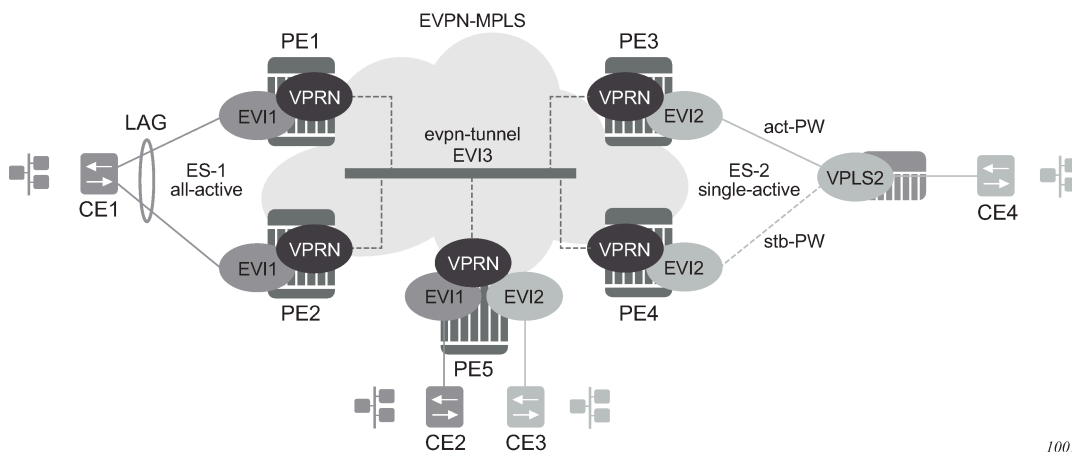 EVPN-MPLS
PE1
VPRN
EVI1
PE3
VPRN
EVI2
LAG
ES-1
all-active
CE1
evpn-tunnel
EVI3
act-PW
ES-2
single-active
VPLS2
CE4
stb-PW
VPRN
EVI1
PE2
VPRN
EVI1
EVI2
PE5
VPRN
EVI2
PE4
CE2
CE3